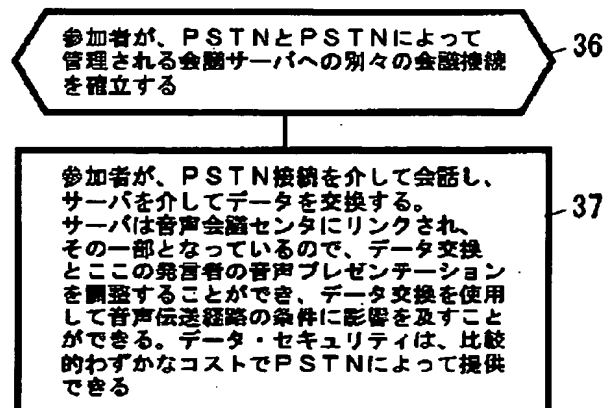 参加者が、PSTNとPSTNによって
管理される会議サーバへの別々の会議接続
を確立する
36
参加者が、PSTN接続を介して会話し、
サーバを介してデータを交換する。
サーバは音声会議センタにリンクされ、
その一部となっているので、データ交換
とここの発言者の音声プレゼンテーション
を調整することができ、データ交換を使用
して音声伝送経路の条件に影響を及すこと
ができる。データ・セキュリティは、比較
的わずかなコストでPSTNによって提供
できる
37